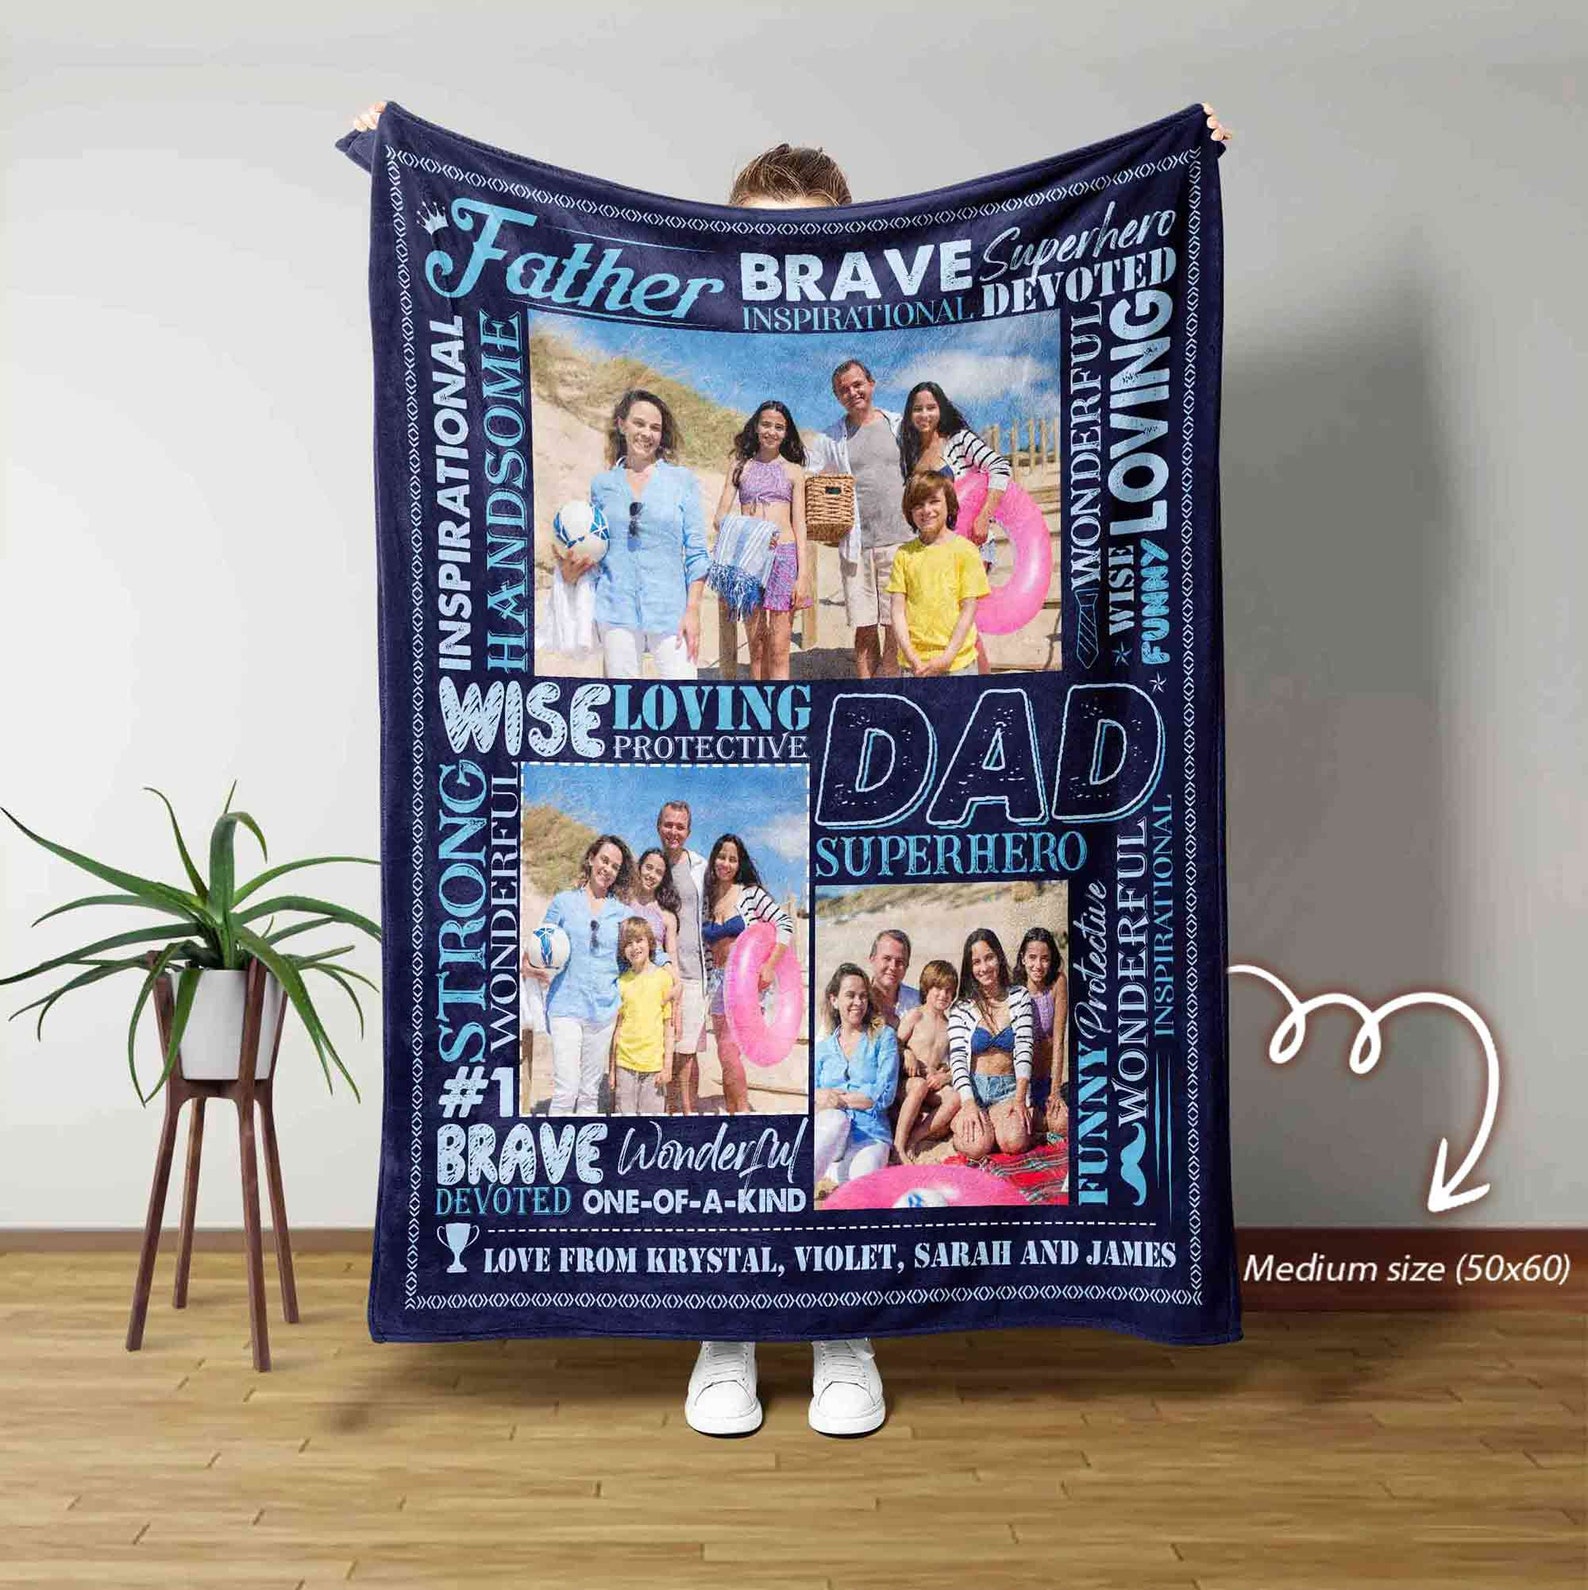 Father
BRAVE
Superhero
INSPIRATIONAL
DEVOTED
INSPIRATIONAL
HANDSOME
WONDERFUL
LOVING
WISE
FUNNY
WISE
LOVING
PROTECTIVE
DAD
SUPERHERO
STRONG
WONDERFUL
#1
FUNNY
Protective
WONDERFUL
INSPIRATIONAL
BRAVE
Wonderful
DEVOTED
ONE-OF-A-KIND
LOVE FROM KRYSTAL, VIOLET, SARAH AND JAMES
Medium size (50x60)